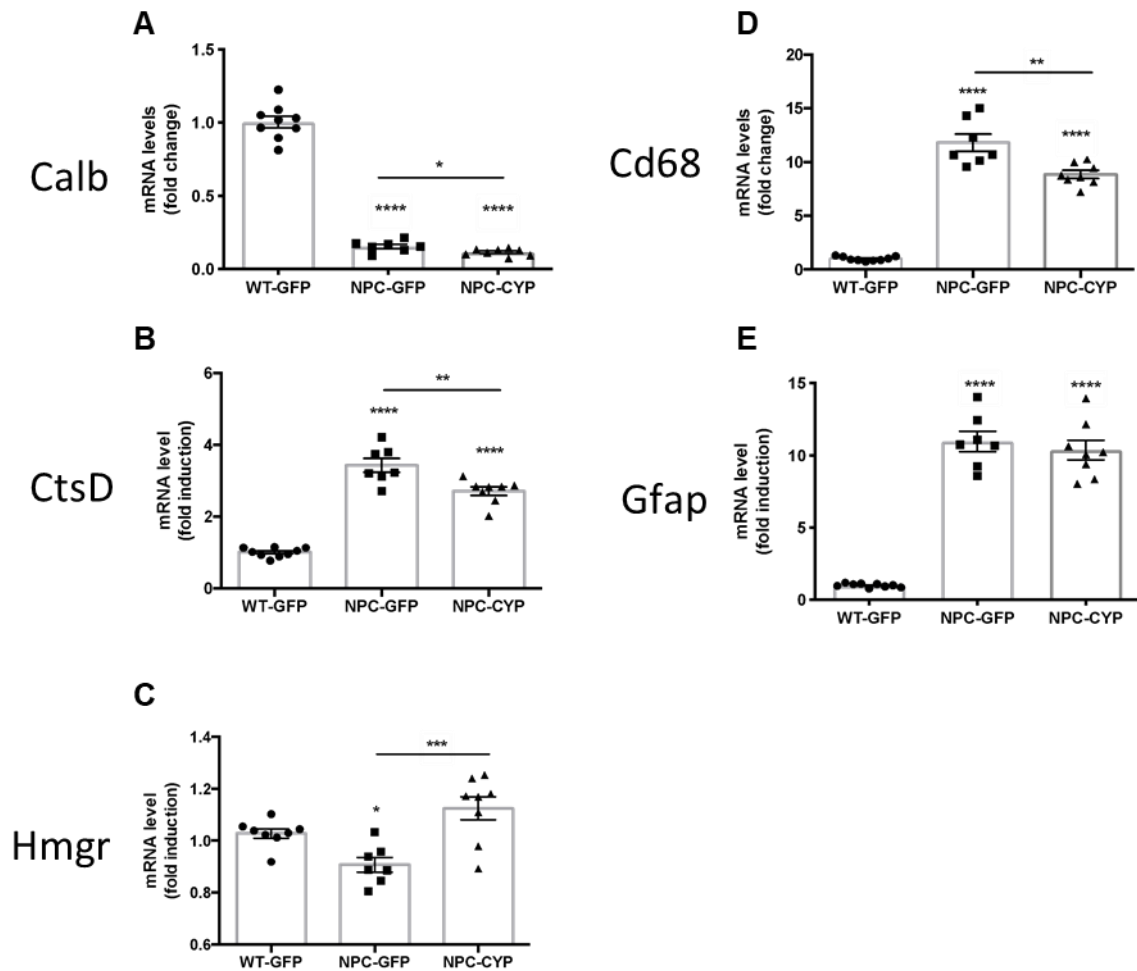 A
Calb
mRNA levels
(fold change)
1.5
1.0
0.5
0.0
*
****
****
WT-GFP NPC-GFP NPC-CYP
B
CtsD
mRNA level
(fold induction)
6
4
2
0
**
****
****
WT-GFP NPC-GFP NPC-CYP
C
Hmgr
mRNA level
(fold induction)
1.4
1.2
1.0
0.8
0.6
***
*
WT-GFP NPC-GFP NPC-CYP
D
Cd68
mRNA levels
(fold change)
20
15
10
5
0
**
****
****
WT-GFP NPC-GFP NPC-CYP
E
Gfap
mRNA level
(fold induction)
15
10
5
0
****
****
WT-GFP NPC-GFP NPC-CYP